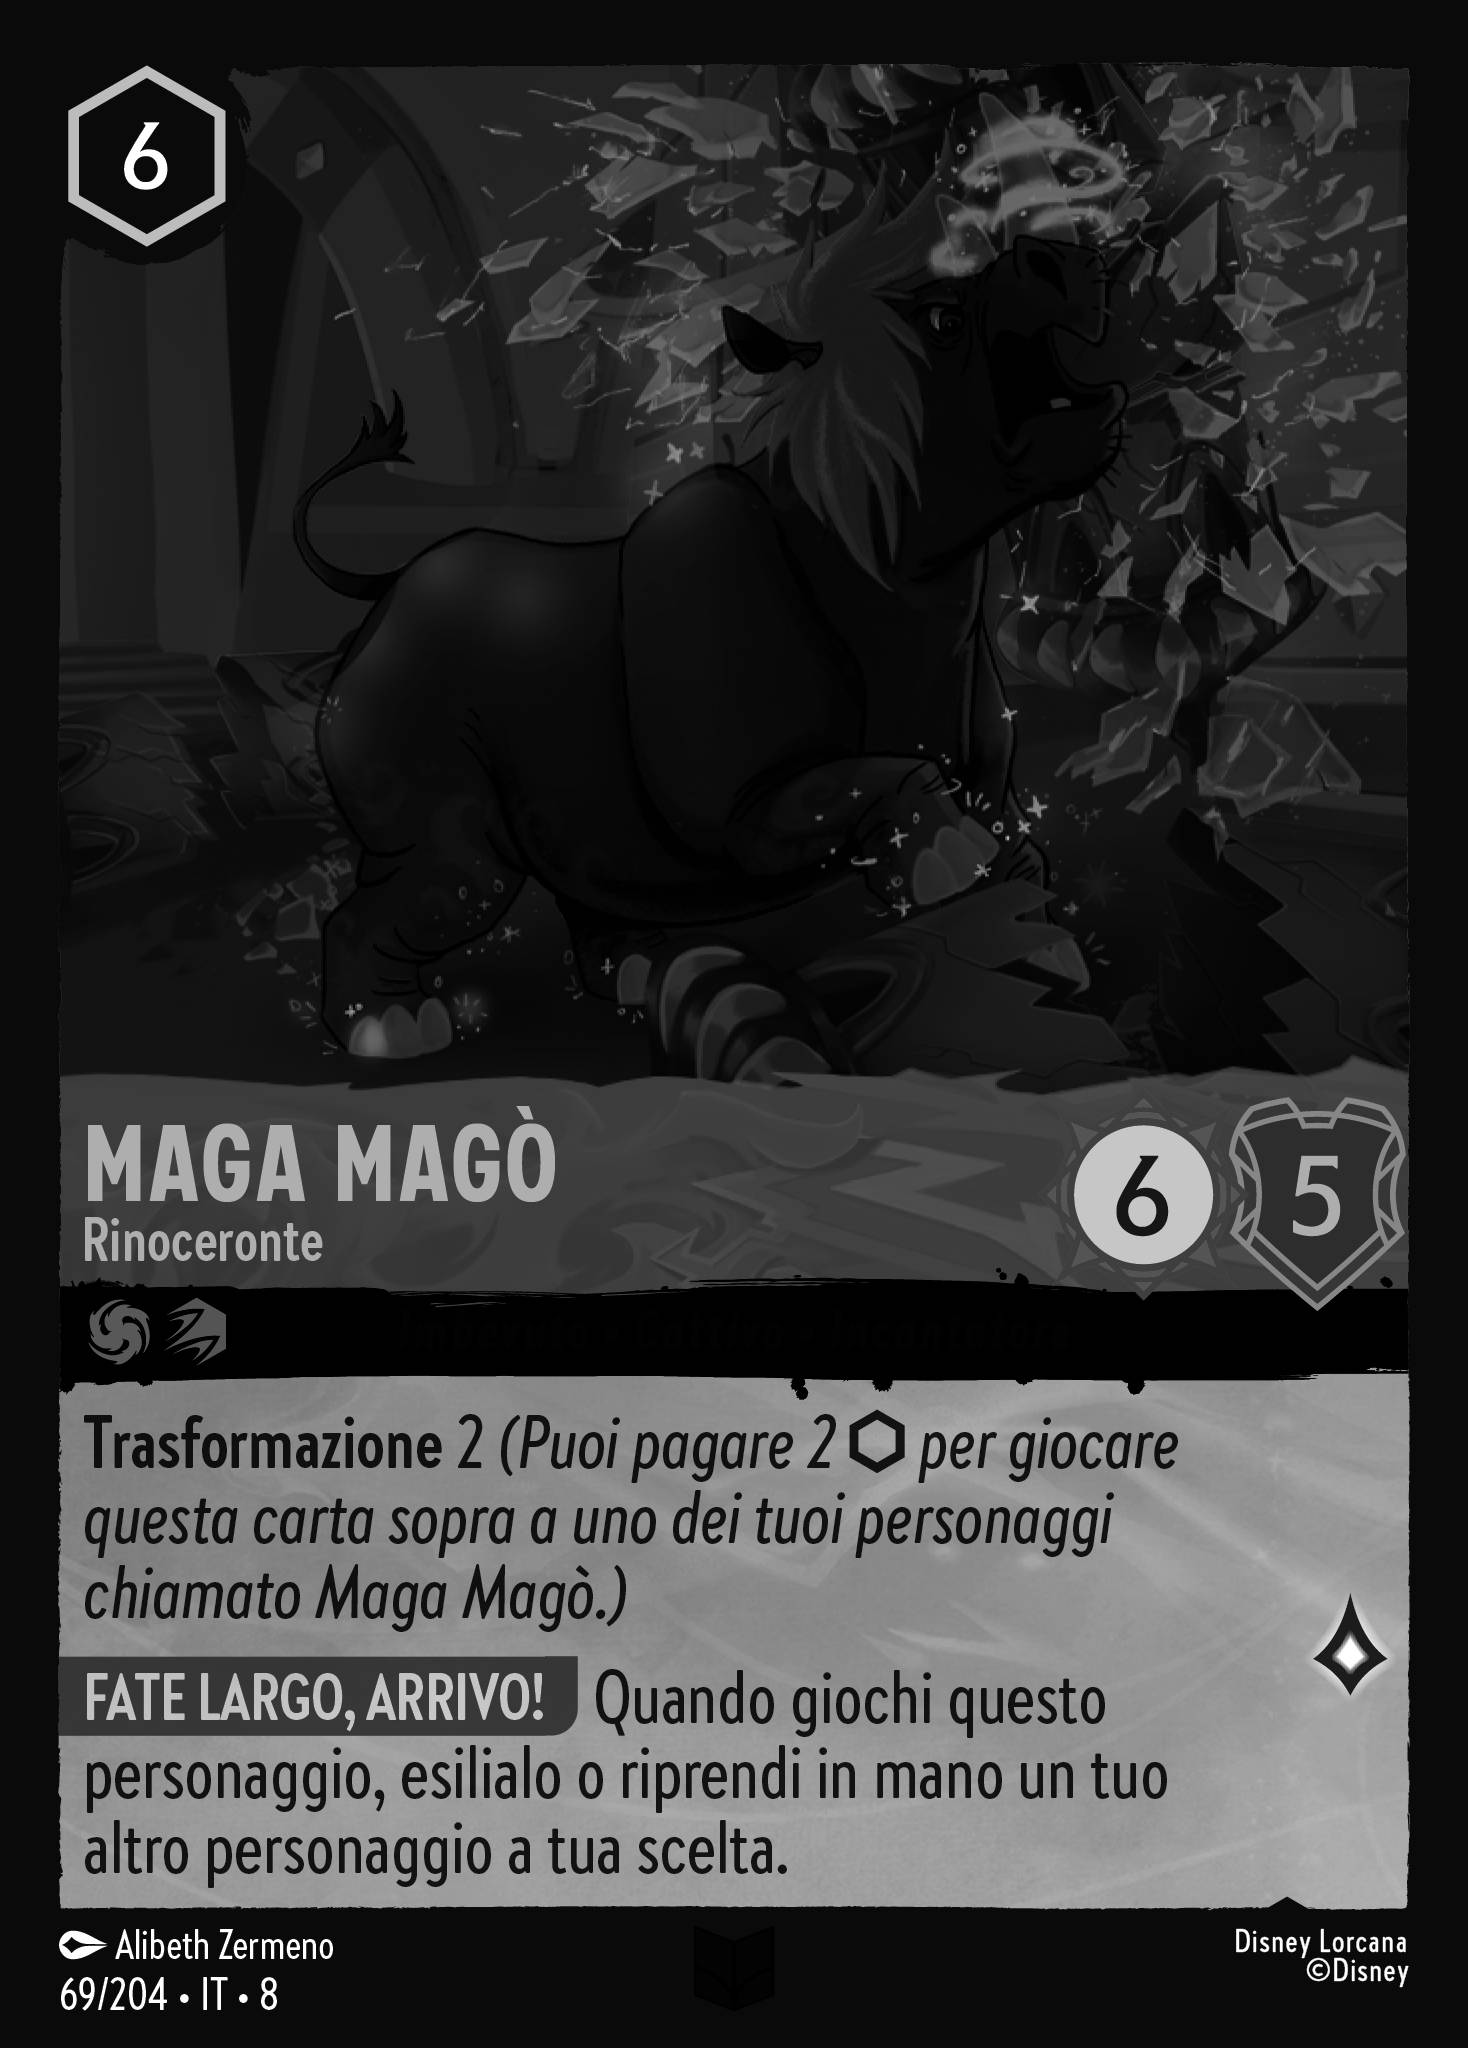 6
MAGA MAGÒ
Rinoceronte
6 5
Trasformazione 2 (Puoi pagare 2 per giocare
questa carta sopra a uno dei tuoi personaggi
chiamato Maga Magò.)
FATE LARGO, ARRIVO! Quando giochi questo
personaggio, esilialo o riprendi in mano un tuo
altro personaggio a tua scelta.
Alibeth Zermeno
69/204 • IT • 8
Disney Lorcana
©Disney